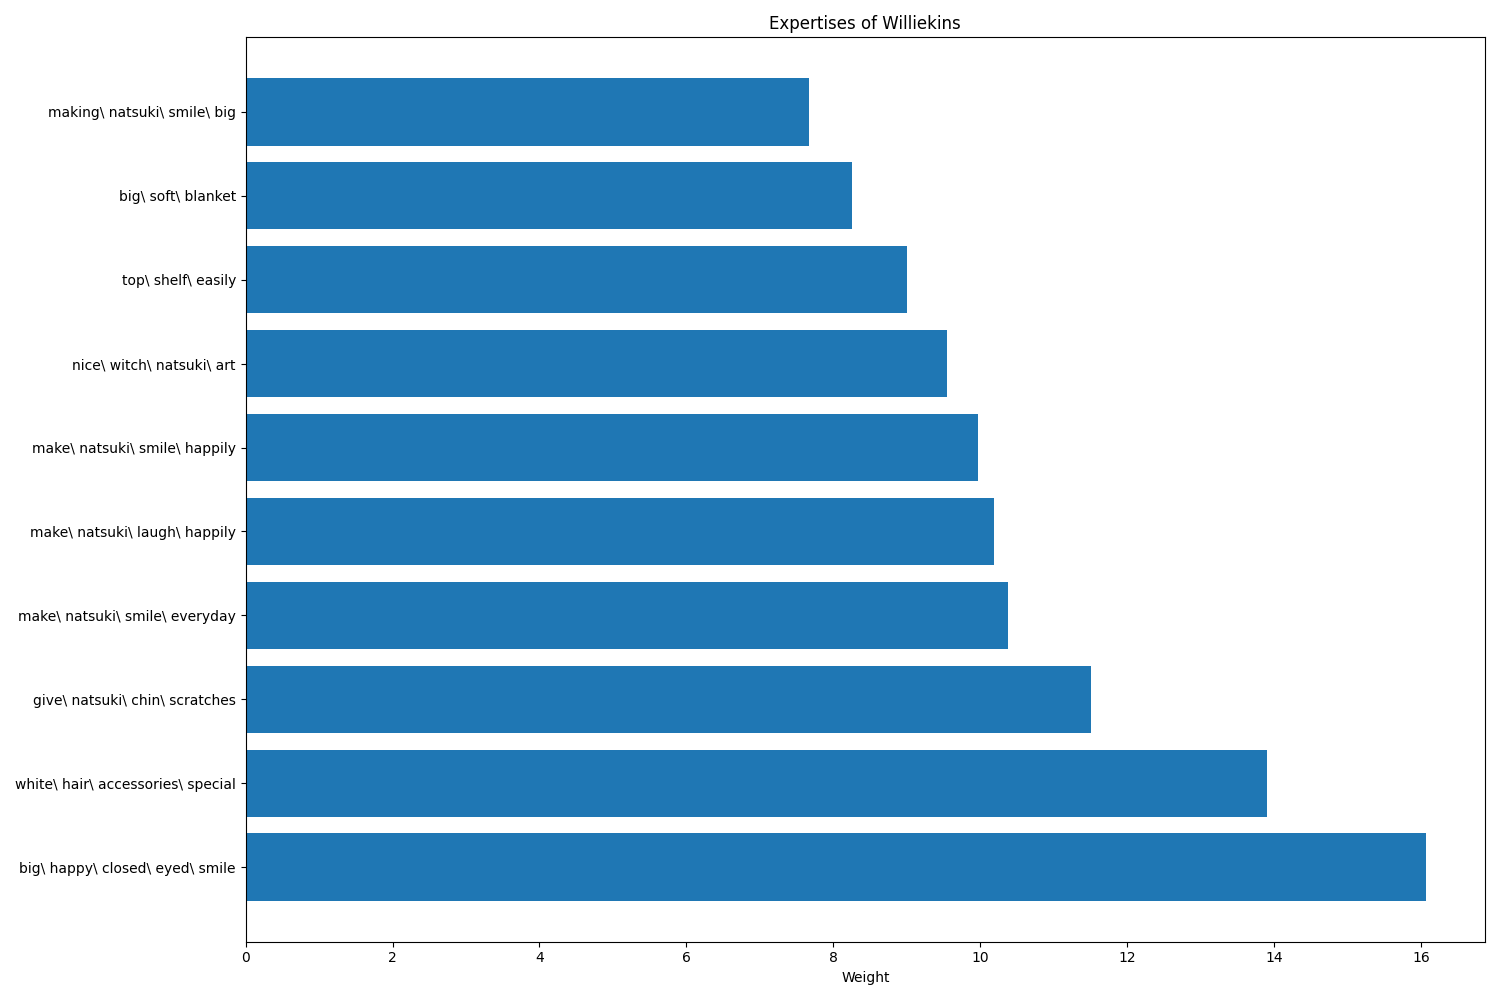 Expertises of Williekins
making\ natsuki\ smile\ big
big\ soft\ blanket
top\ shelf\ easily
nice\ witch\ natsuki\ art
make\ natsuki\ smile\ happily
make\ natsuki\ laugh\ happily
make\ natsuki\ smile\ everyday
give\ natsuki\ chin\ scratches
white\ hair\ accessories\ special
big\ happy\ closed\ eyed\ smile
0 2 4 6 8 10 12 14 16
Weight